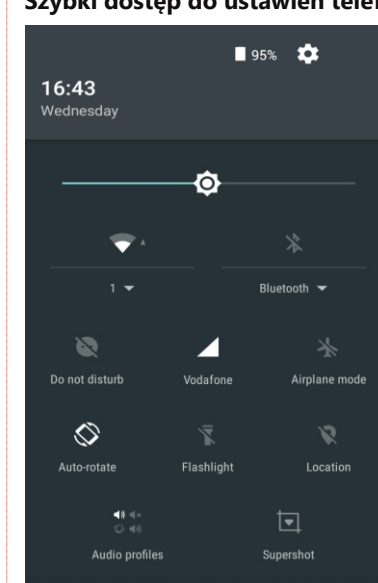 Szybki dostęp do ustawień telef
95%
16:43
Wednesday
1
Bluetooth
Do not disturb
Vodafone
Airplane mode
Auto-rotate
Flashlight
Location
Audio profiles
Supershot